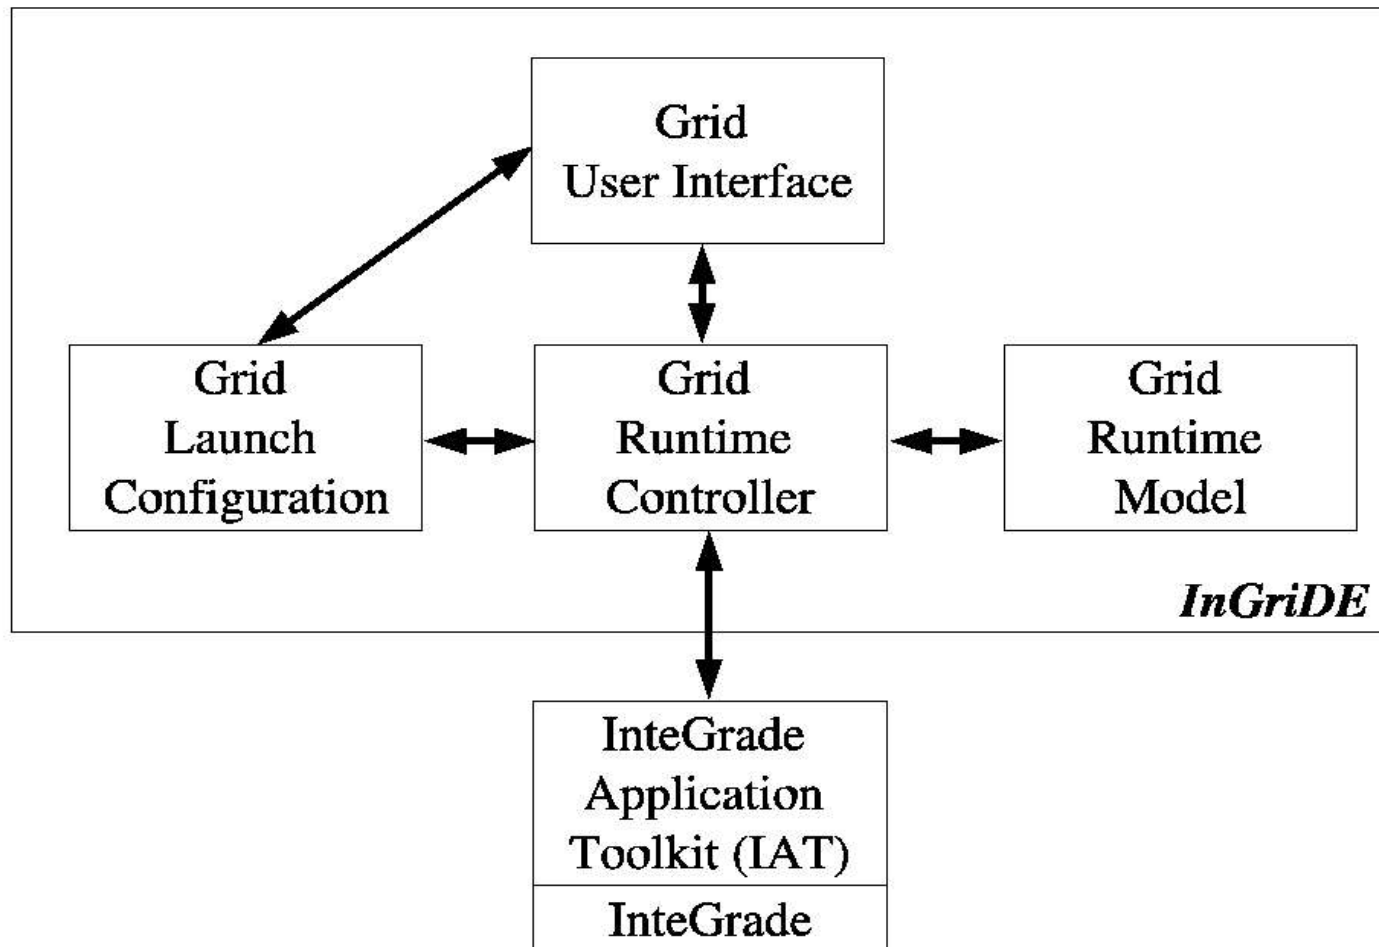 Grid
User Interface
Grid
Launch
Configuration
Grid
Runtime
Controller
Grid
Runtime
Model
InGriDE
InteGrade
Application
Toolkit (IAT)
InteGrade